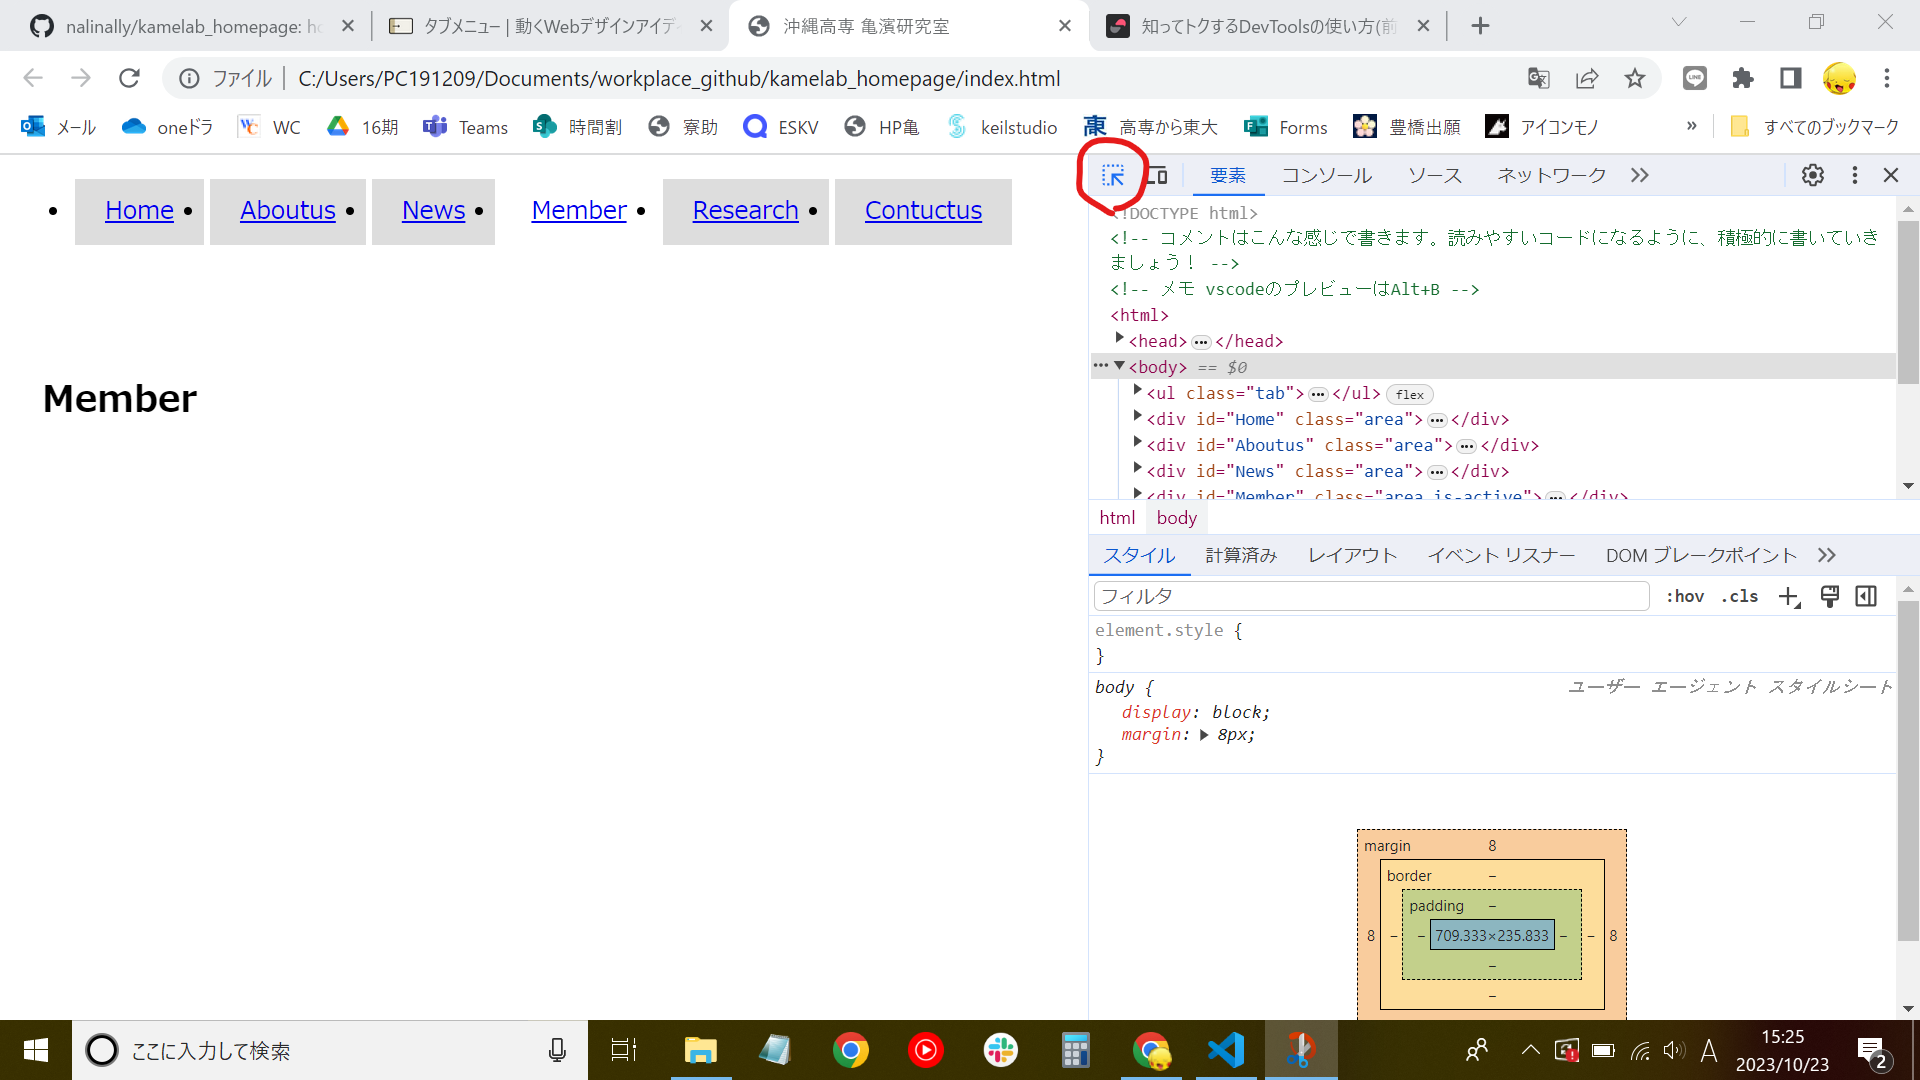 nalinally/kamelab_homepage: ho
タブメニュー | 動くWebデザインアイデ
沖縄高専 亀濱研究室
知ってトクするDevToolsの使い方(前
ファイル
C:/Users/PC191209/Documents/workplace_github/kamelab_homepage/index.html
メール
oneドラ
WC
16期
Teams
時間割
寮助
ESKV
HP亀
keilstudio
東
高専から東大
Forms
豊橋出願
アイコンモノ
»
すべてのブックマーク
Home
Aboutus
News
Member
Research
Contuctus
Member
要素
コンソール
ソース
ネットワーク
<!DOCTYPE html>
<!-- コメントはこんな感じで書きます。読みやすいコードになるように、積極的に書いていき
ましょう！ -->
<!-- メモ vscodeのプレビューはAlt+B -->
<html>
<head>…</head>
<body> == $0
<ul class="tab">…</ul> flex
<div id="Home" class="area">…</div>
<div id="Aboutus" class="area">…</div>
<div id="News" class="area">…</div>
<div id="Member" class="area is-active">…</div>
html body
スタイル
計算済み
レイアウト
イベント リスナー
DOM ブレークポイント
フィルタ
:hov .cls
element.style {
}
body {
ユーザー エージェント スタイルシート
display: block;
margin: 8px;
}
margin 8
border –
padding –
8 – – 709.333×235.833 – – 8
–
–
ここに入力して検索
A
15:25
2023/10/23
2